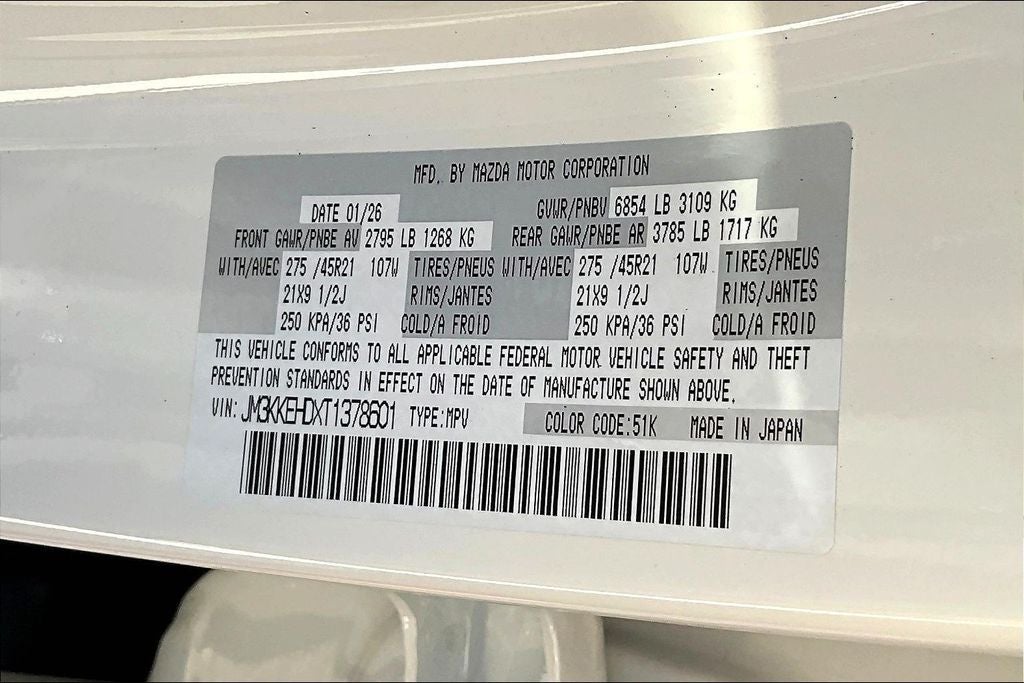 MFD. BY MAZDA MOTOR CORPORATION
DATE 01/26 GVWR/PNBV 6854 LB 3109 KG
FRONT GAWR/PNBE AV 2795 LB 1268 KG REAR GAWR/PNBE AR 3785 LB 1717 KG
WITH/AVEC 275 /45R21 107W TIRES/PNEUS WITH/AVEC 275 /45R21 107W TIRES/PNEUS
21X9 1/2J RIMS/JANTES 21X9 1/2J RIMS/JANTES
250 KPA/36 PSI COLD/A FROID 250 KPA/36 PSI COLD/A FROID
THIS VEHICLE CONFORMS TO ALL APPLICABLE FEDERAL MOTOR VEHICLE SAFETY AND THEFT
PREVENTION STANDARDS IN EFFECT ON THE DATE OF MANUFACTURE SHOWN ABOVE.
VIN: JM3KKEHDXT1378601 TYPE:MPV COLOR CODE:51K MADE IN JAPAN